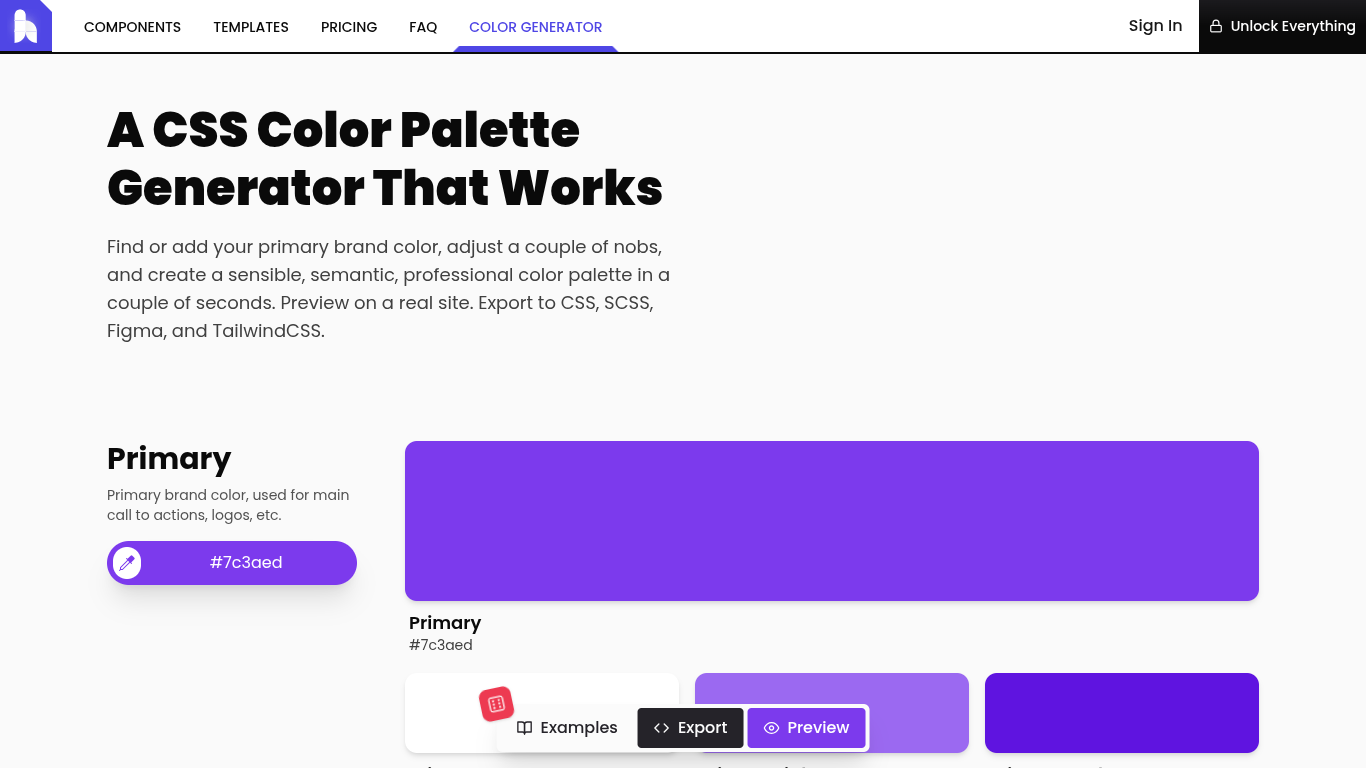 COMPONENTS TEMPLATES PRICING FAQ COLOR GENERATOR Sign In Unlock Everything
A CSS Color Palette
Generator That Works
Find or add your primary brand color, adjust a couple of nobs,
and create a sensible, semantic, professional color palette in a
couple of seconds. Preview on a real site. Export to CSS, SCSS,
Figma, and TailwindCSS.
Primary
Primary brand color, used for main
call to actions, logos, etc.
#7c3aed
Primary
#7c3aed
Examples Export Preview